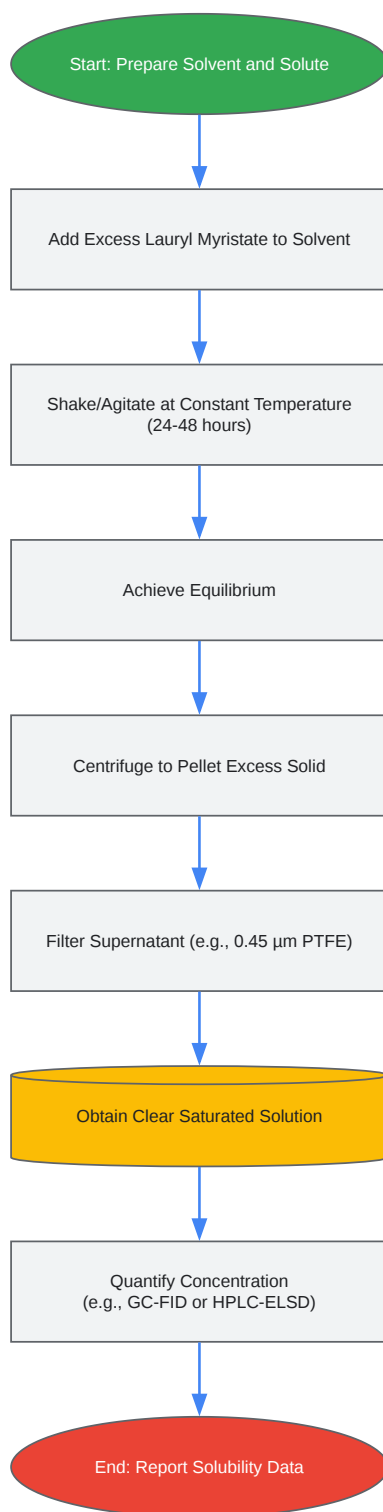 Start: Prepare Solvent and Solute
Add Excess Lauryl Myristate to Solvent
Shake/Agitate at Constant Temperature
(24-48 hours)
Achieve Equilibrium
Centrifuge to Pellet Excess Solid
Filter Supernatant (e.g., 0.45 µm PTFE)
Obtain Clear Saturated Solution
Quantify Concentration
(e.g., GC-FID or HPLC-ELSD)
End: Report Solubility Data